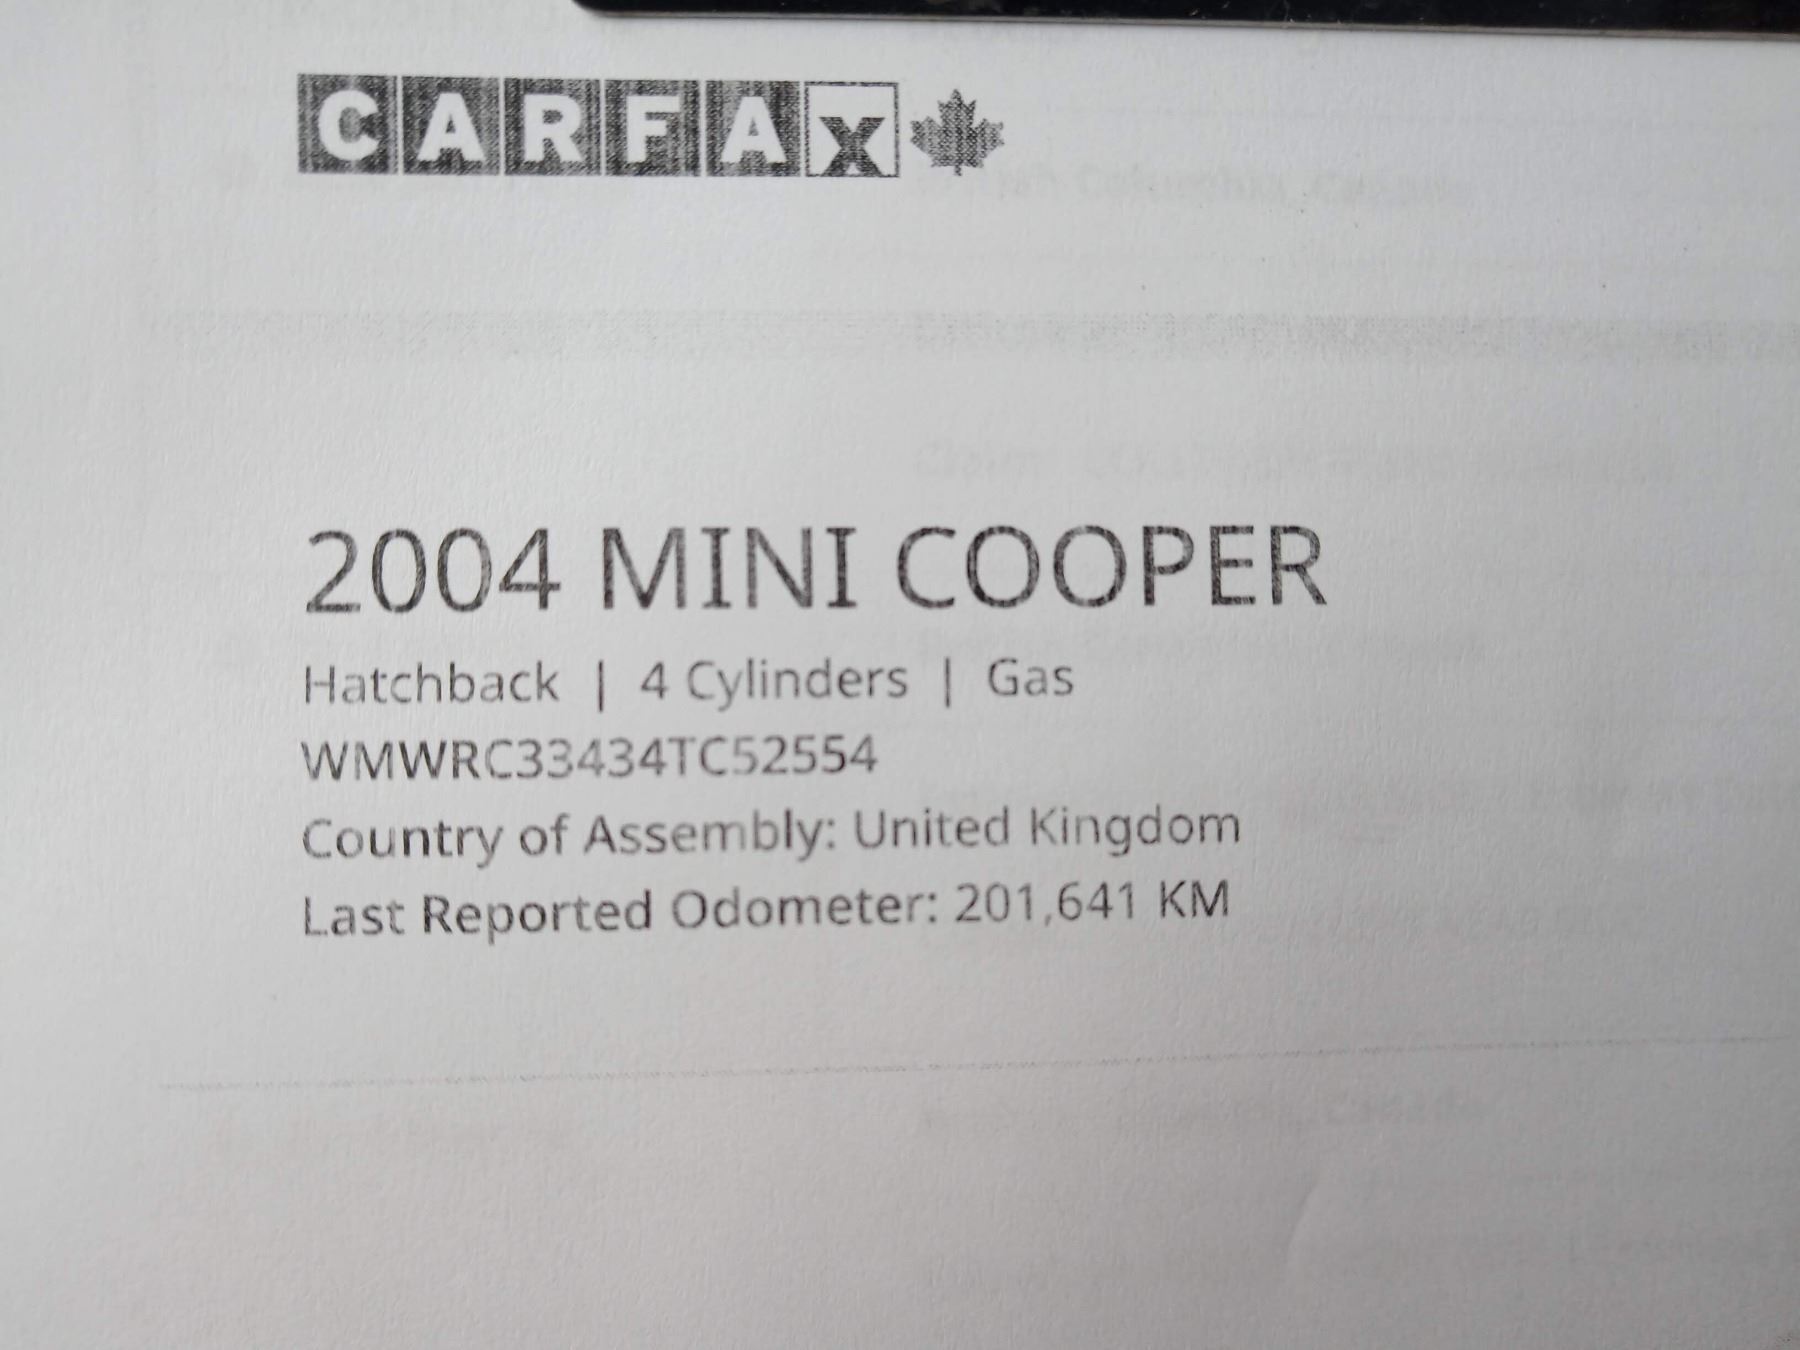 CARFAX
2004 MINI COOPER
Hatchback | 4 Cylinders | Gas
WMWRC33434TC52554
Country of Assembly: United Kingdom
Last Reported Odometer: 201,641 KM